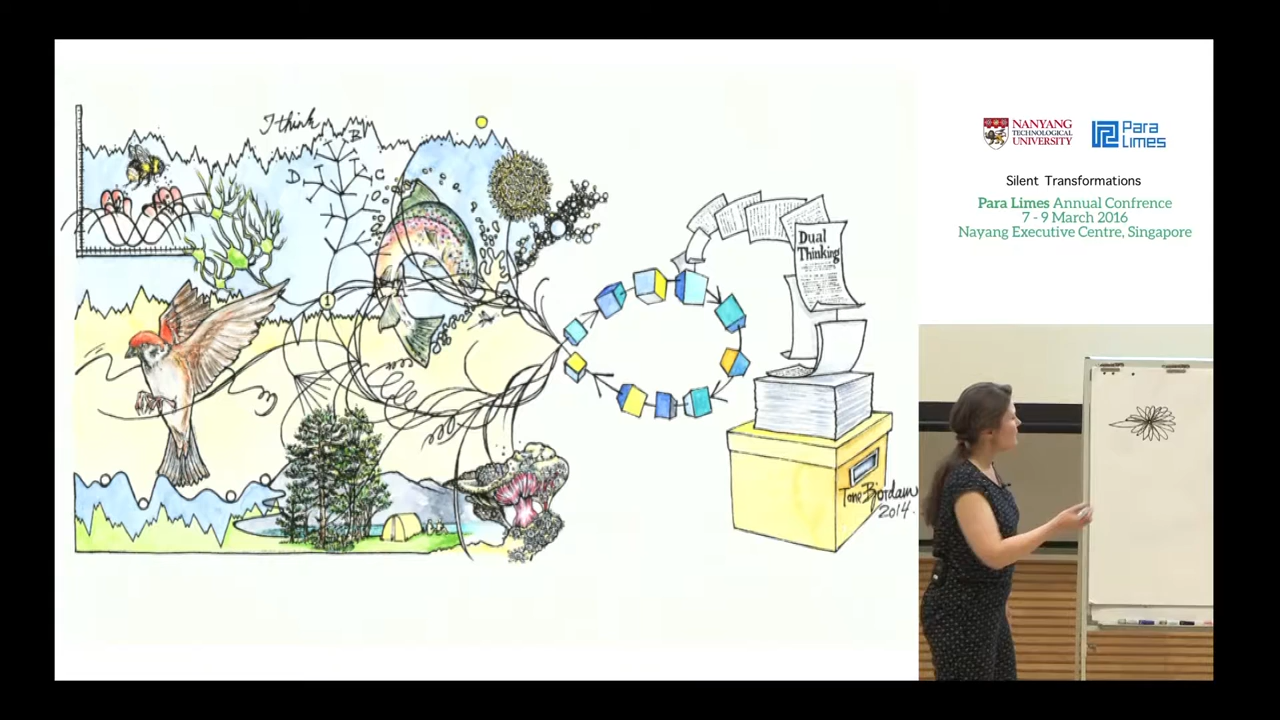 I think
B
D
C
1
Dual
Thinking
Tone Bjordam
2014.
NANYANG
TECHNOLOGICAL
UNIVERSITY
Para
Limes
Silent Transformations
Para Limes Annual Confrence
7 - 9 March 2016
Nayang Executive Centre, Singapore